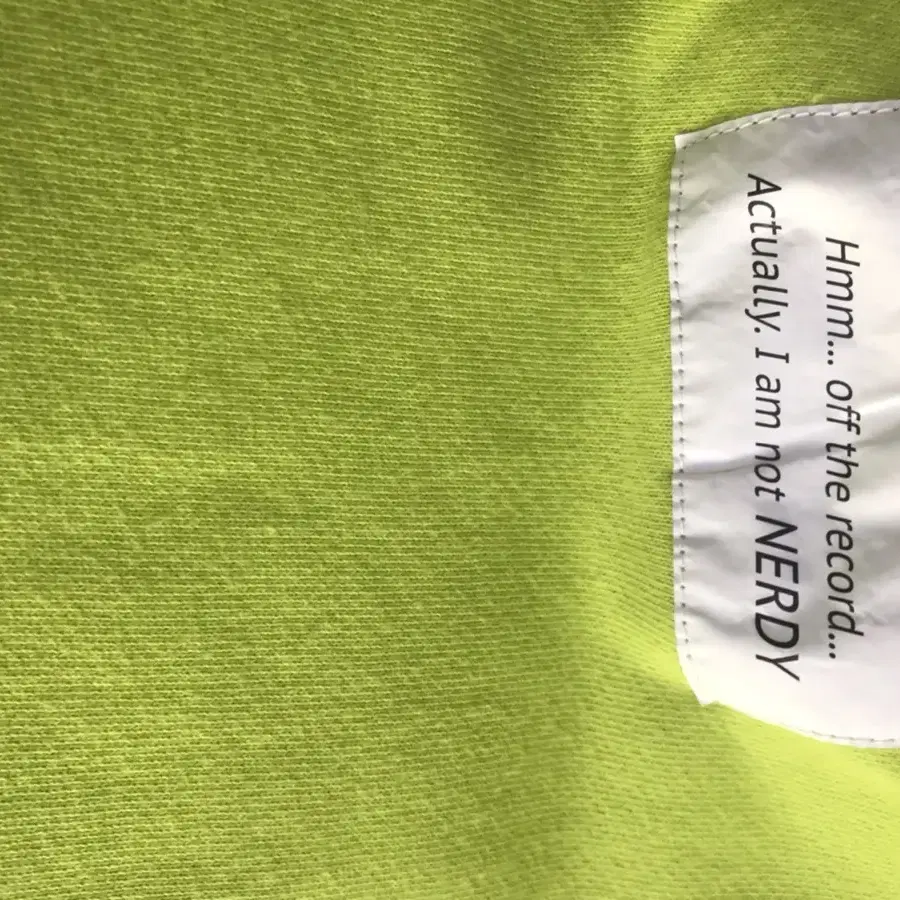 Hmm... off the record...
Actually. I am not NERDY